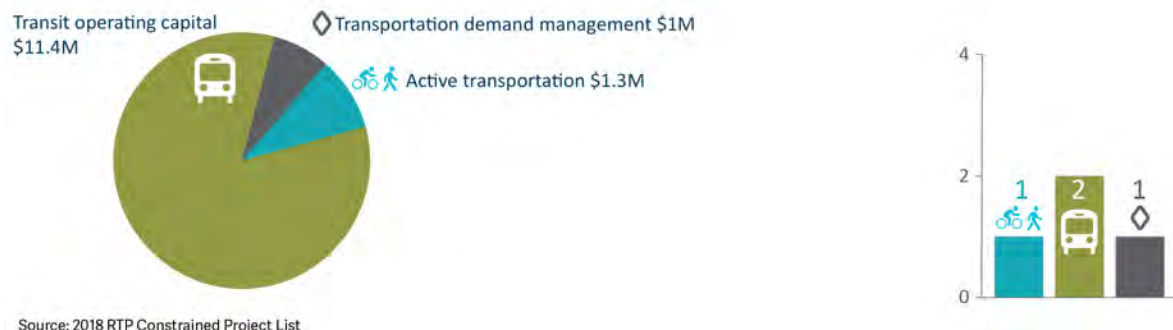 Transit operating capital
$11.4M
Transportation demand management $1M
Active transportation $1.3M
4
2
0
1
2
1
Source: 2018 RTP Constrained Project List